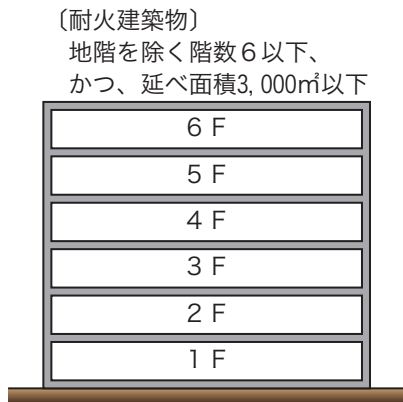 〔耐火建築物〕
地階を除く階数６以下、
かつ、延べ面積3,000㎡以下
６Ｆ
５Ｆ
４Ｆ
３Ｆ
２Ｆ
１Ｆ